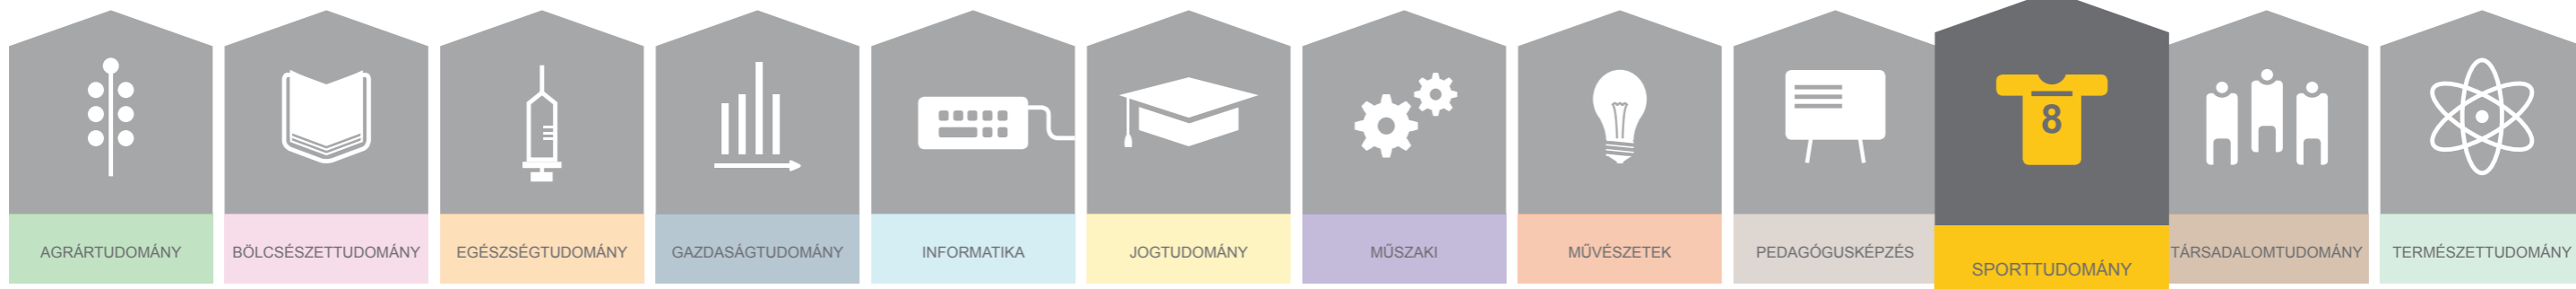 8
AGRÁRTUDOMÁNY
BÖLCSÉSZETTUDOMÁNY
EGÉSZSÉGTUDOMÁNY
GAZDASÁGTUDOMÁNY
INFORMATIKA
JOGTUDOMÁNY
MŰSZAKI
MŰVÉSZETEK
PEDAGÓGUSKÉPZÉS
SPORTTUDOMÁNY
TÁRSADALOMTUDOMÁNY
TERMÉSZETTUDOMÁNY